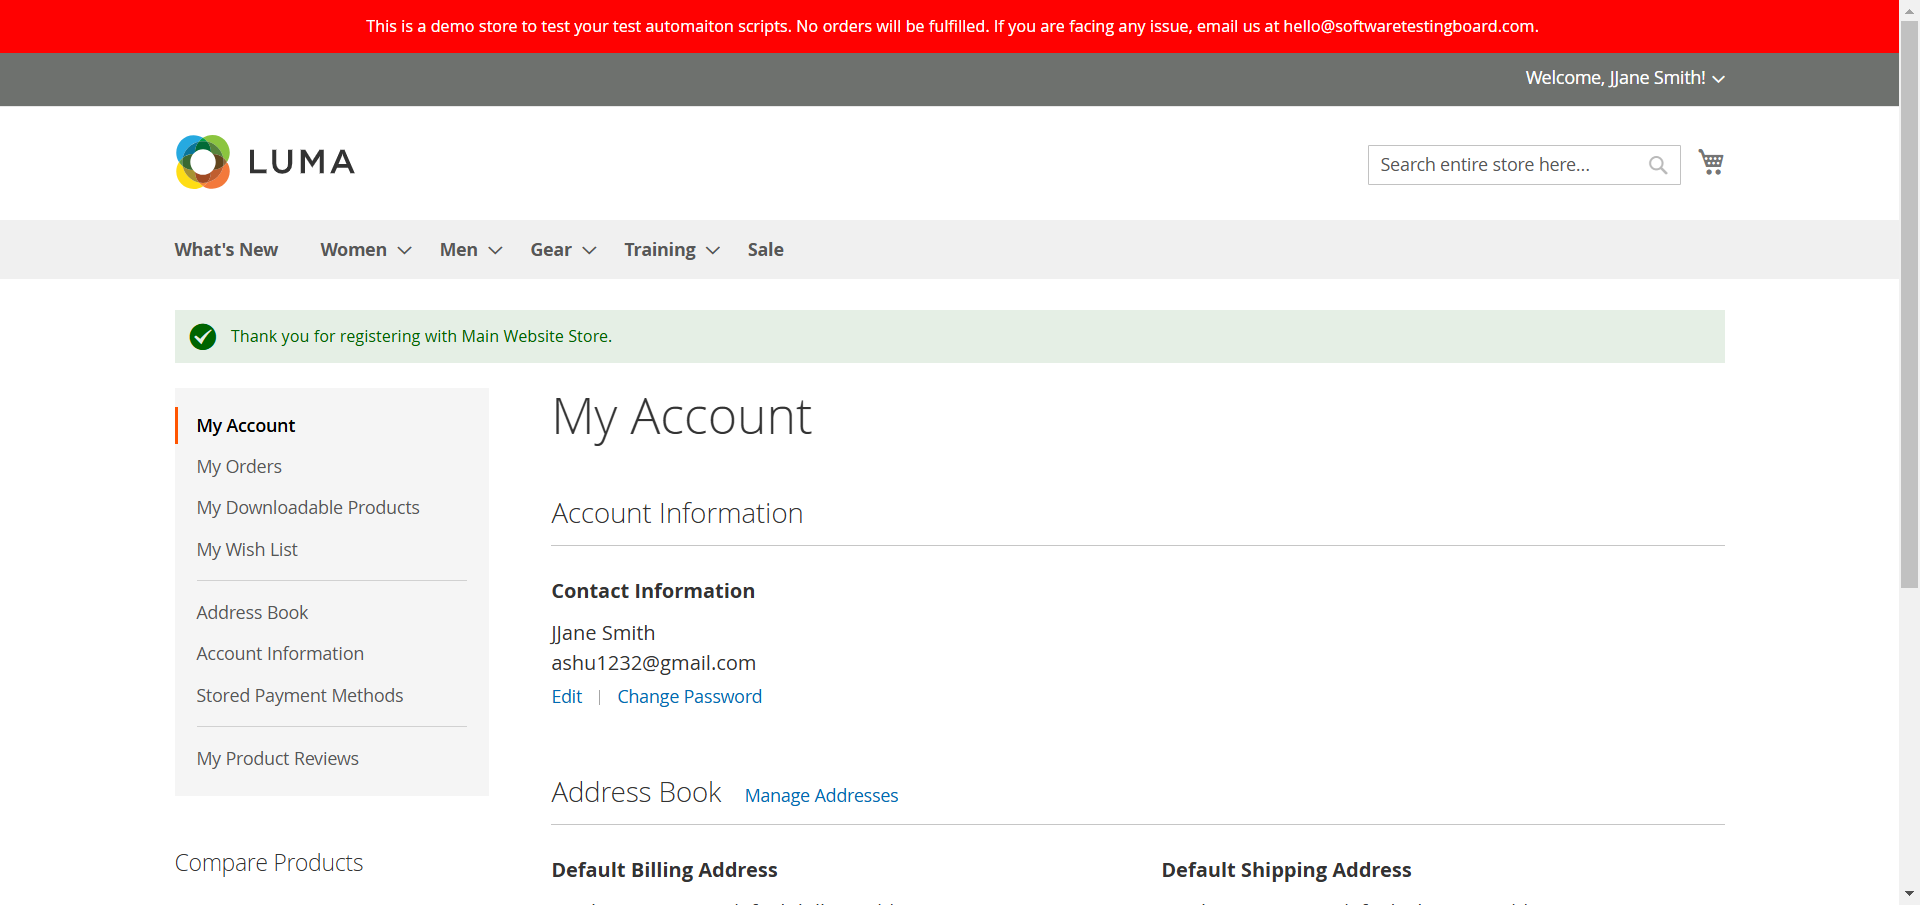 This is a demo store to test your test automaiton scripts. No orders will be fulfilled. If you are facing any issue, email us at hello@softwaretestingboard.com.
Welcome, JJane Smith!
LUMA
Search entire store here...
What's New Women Men Gear Training Sale
Thank you for registering with Main Website Store.
My Account
My Orders
My Downloadable Products
My Wish List
Address Book
Account Information
Stored Payment Methods
My Product Reviews
Compare Products
My Account
Account Information
Contact Information
JJane Smith
ashu1232@gmail.com
Edit | Change Password
Address Book Manage Addresses
Default Billing Address
Default Shipping Address